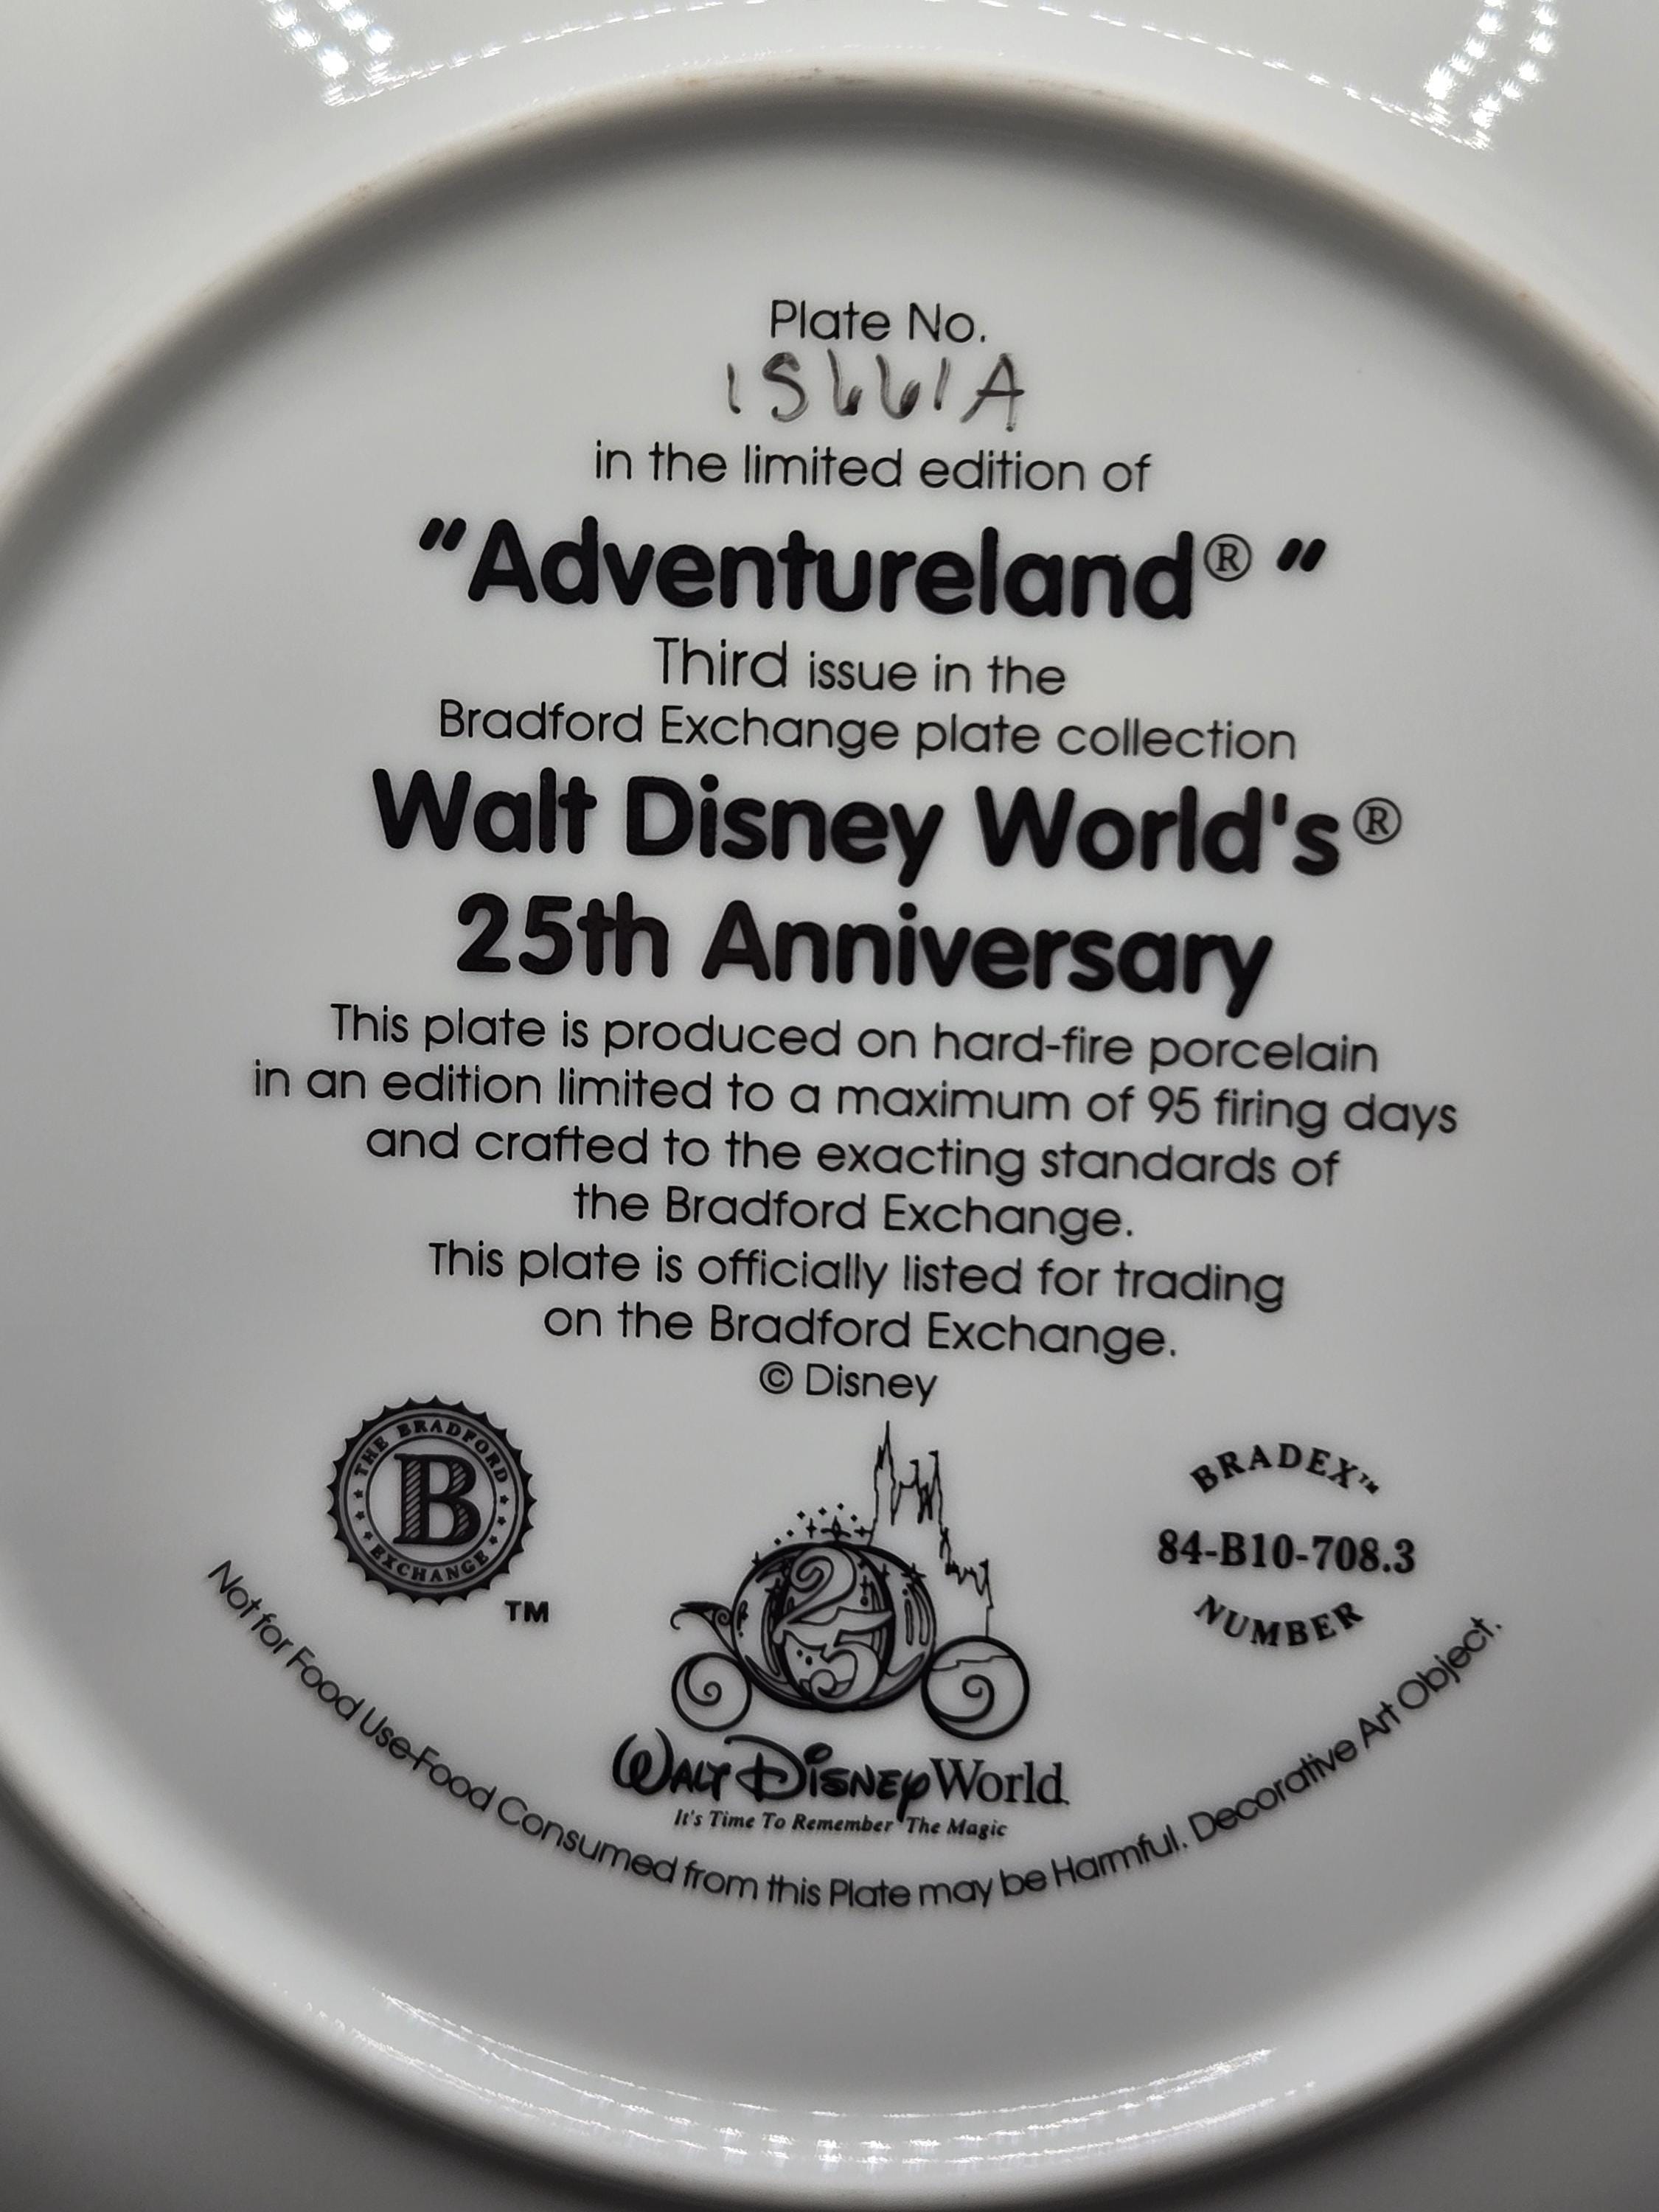 Plate No.
15661A
in the limited edition of
"Adventureland® "
Third issue in the
Bradford Exchange plate collection
Walt Disney World's®
25th Anniversary
This plate is produced on hard-fire porcelain
in an edition limited to a maximum of 95 firing days
and crafted to the exacting standards of
the Bradford Exchange.
This plate is officially listed for trading
on the Bradford Exchange.
© Disney
THE BRADFORD
B
EXCHANGE
TM
25
BRADEX™
84-B10-708.3
NUMBER
WALT DISNEY World
It's Time To Remember The Magic
Not for Food Use-Food Consumed from this Plate may be Harmful. Decorative Art Object.